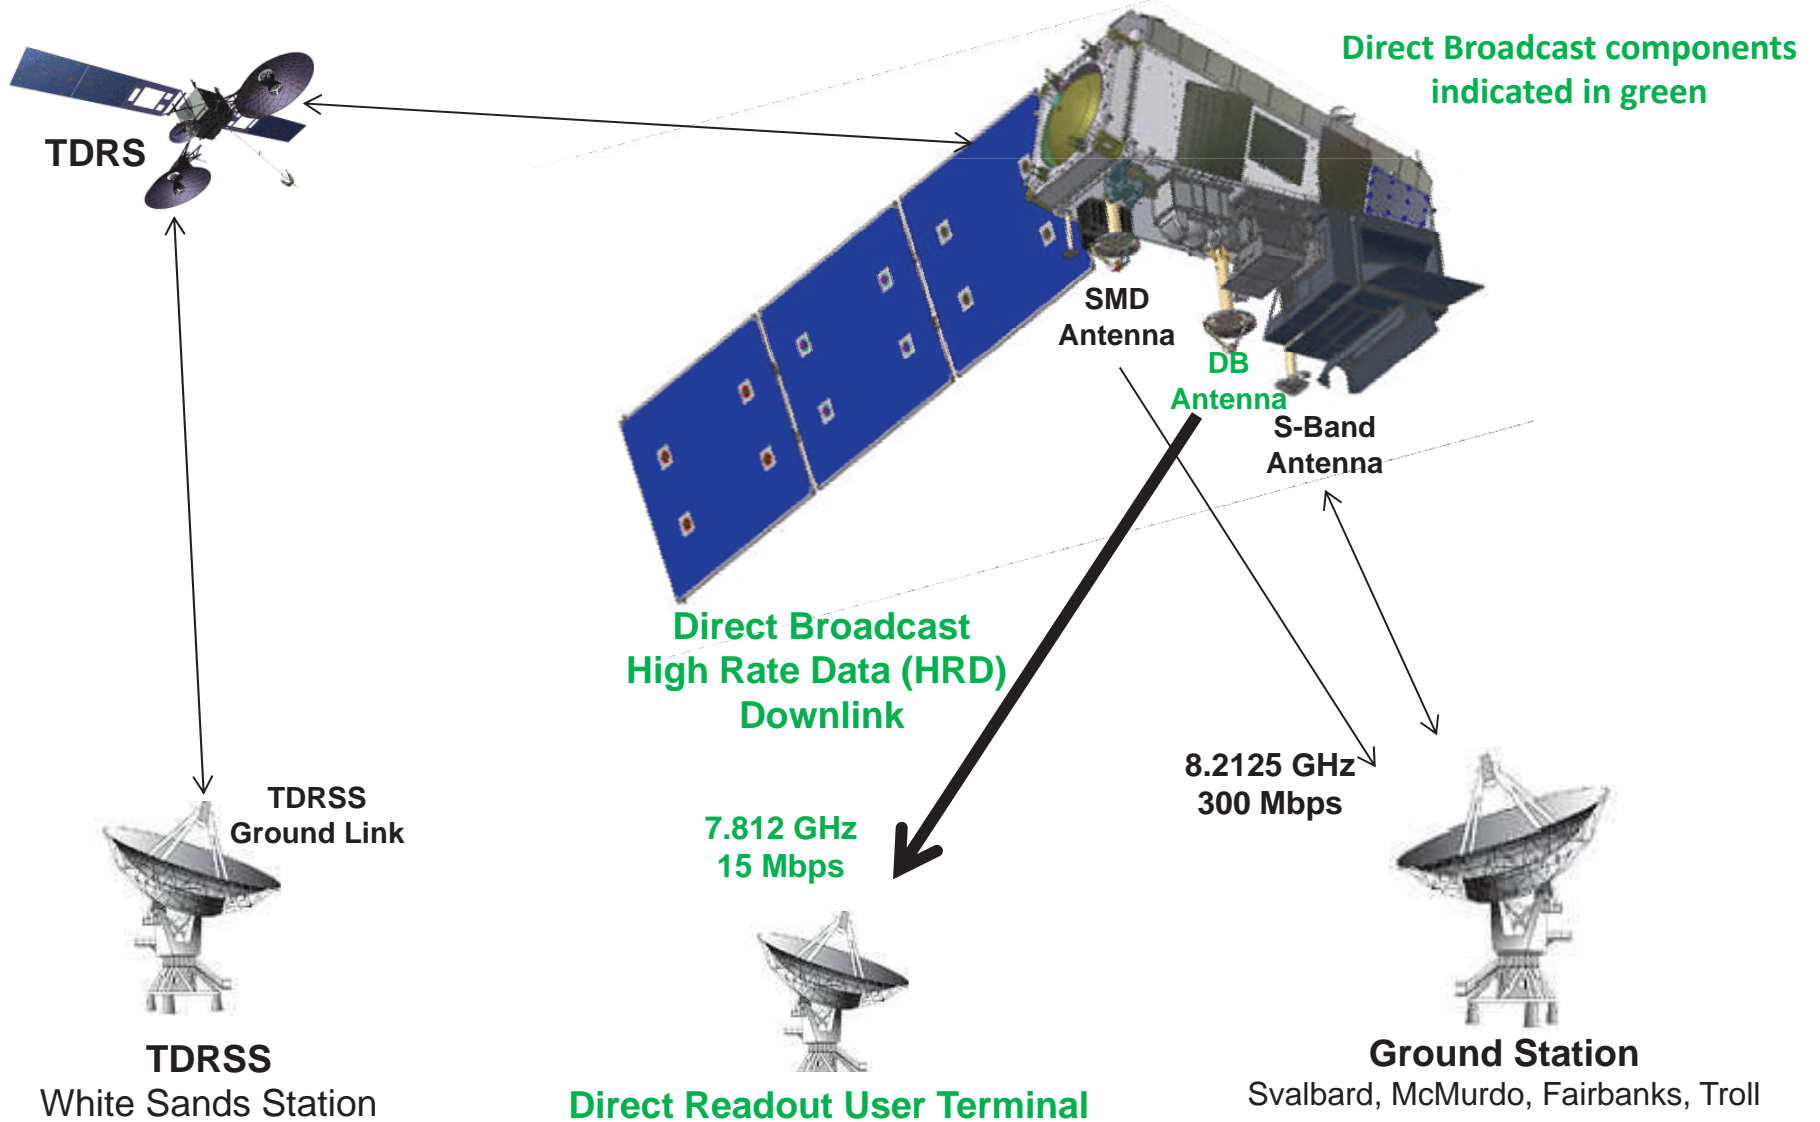 Direct Broadcast components
indicated in green
TDRS
SMD
Antenna
DB
Antenna
S-Band
Antenna
Direct Broadcast
High Rate Data (HRD)
Downlink
8.2125 GHz
300 Mbps
TDRSS
Ground Link
7.812 GHz
15 Mbps
TDRSS
White Sands Station
Direct Readout User Terminal
Ground Station
Svalbard, McMurdo, Fairbanks, Troll